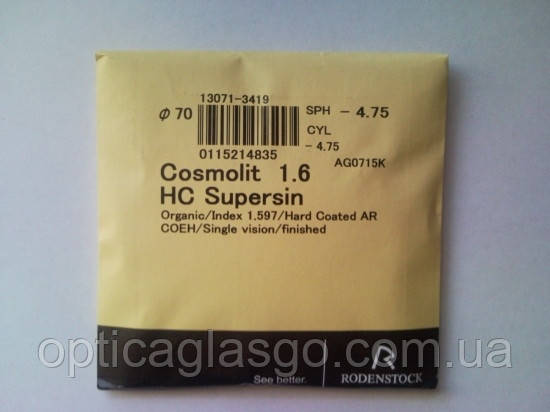 13071-3419
Φ 70
SPH - 4.75
CYL
- 4.75
0115214835
AG0715K
Cosmolit 1.6
HC Supersin
Organic/Index 1.597/Hard Coated AR
COEH/Single vision/finished
opticaglasgo.com.ua
R
See better.
RODENSTOCK